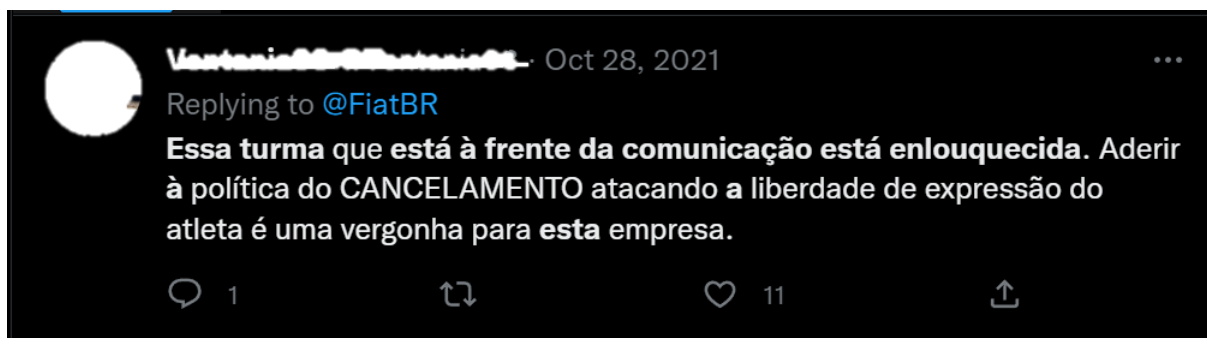 · Oct 28, 2021
Replying to @FiatBR
Essa turma que está à frente da comunicação está enlouquecida. Aderir
à política do CANCELAMENTO atacando a liberdade de expressão do
atleta é uma vergonha para esta empresa.
1 11